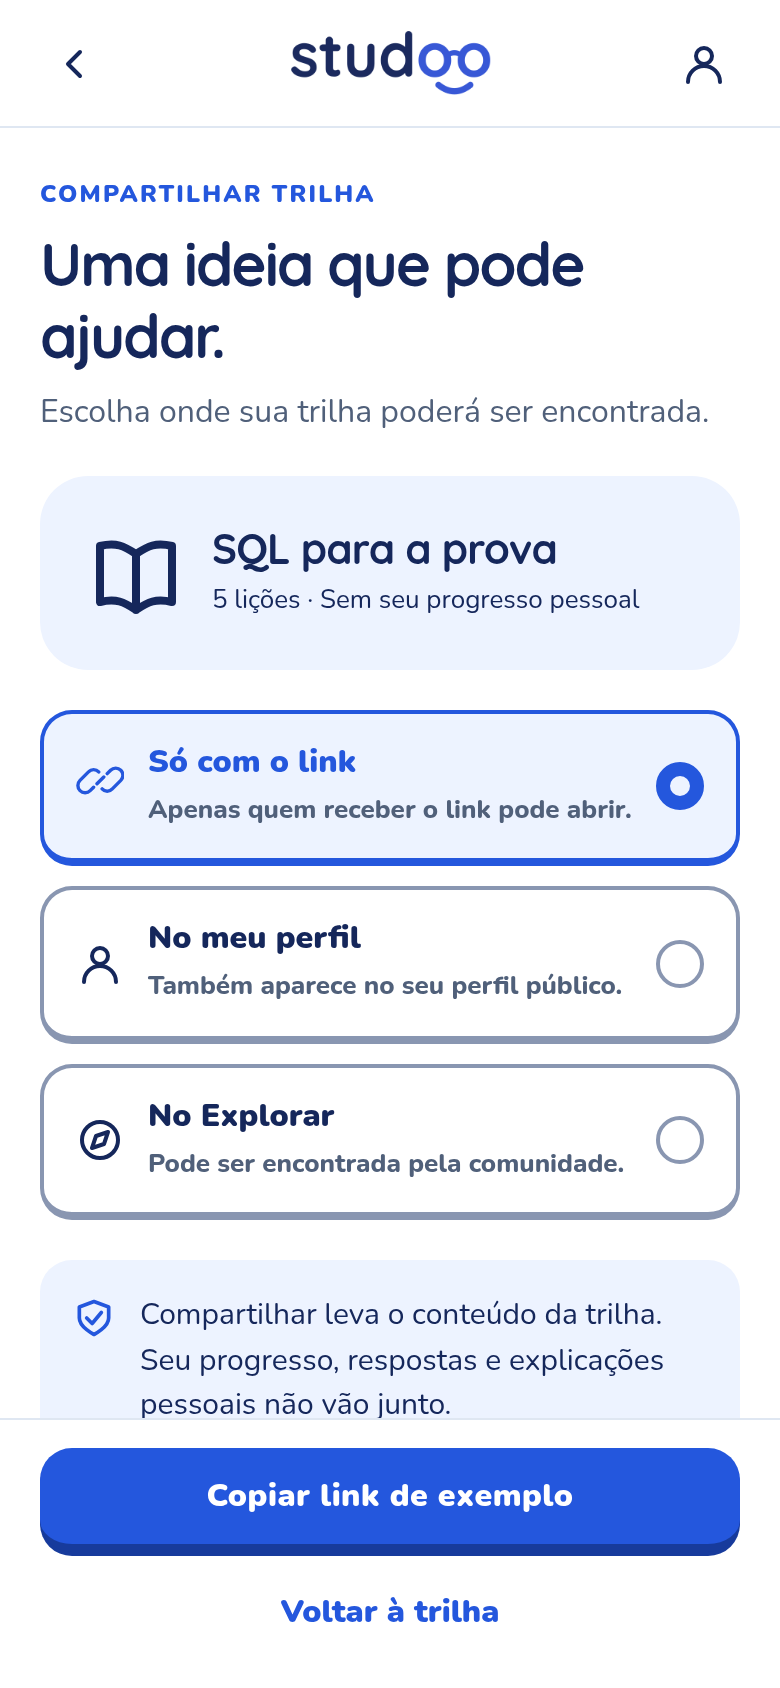 studoo
COMPARTILHAR TRILHA
Uma ideia que pode
ajudar.
Escolha onde sua trilha poderá ser encontrada.
SQL para a prova
5 lições · Sem seu progresso pessoal
Só com o link
Apenas quem receber o link pode abrir.
No meu perfil
Também aparece no seu perfil público.
No Explorar
Pode ser encontrada pela comunidade.
Compartilhar leva o conteúdo da trilha.
Seu progresso, respostas e explicações
pessoais não vão junto.
Copiar link de exemplo
Voltar à trilha